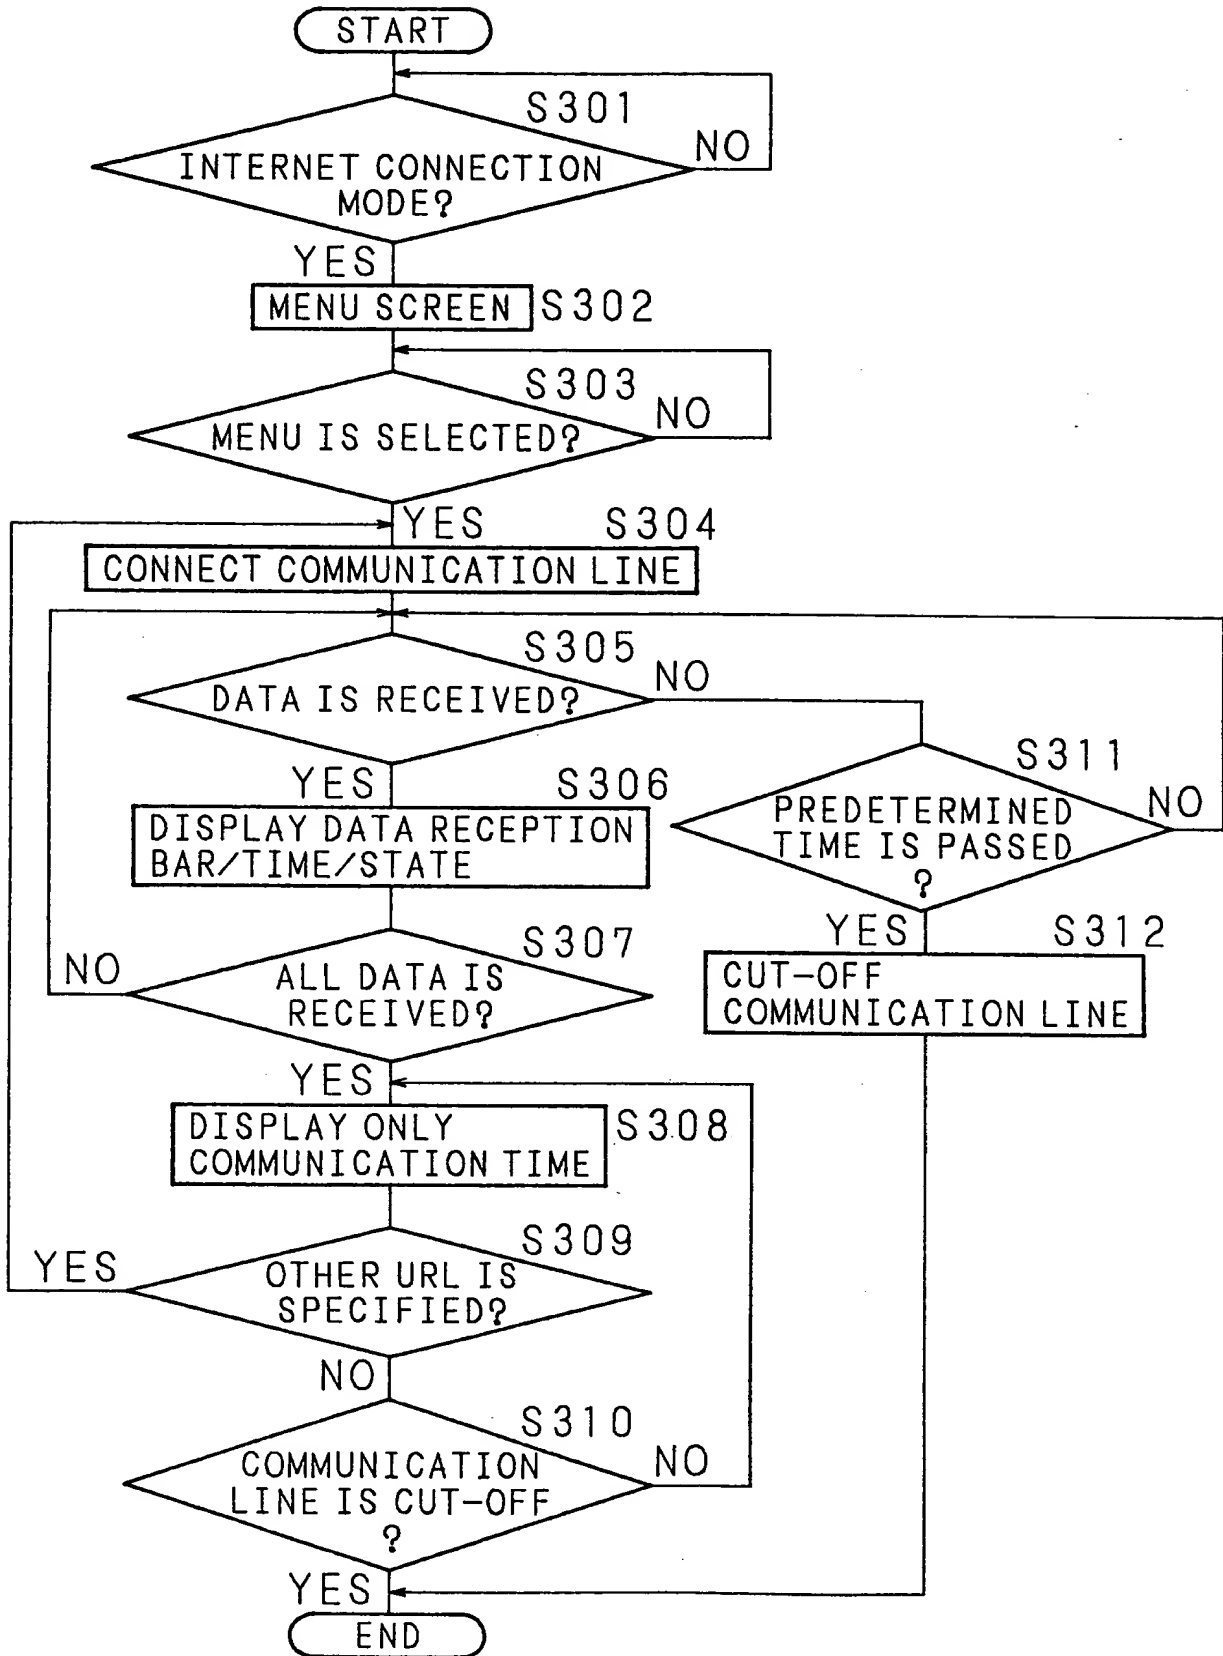 START
S301
NO
INTERNET CONNECTION
MODE?
YES
MENU SCREEN
S302
S303
NO
MENU IS SELECTED?
YES
S304
CONNECT COMMUNICATION LINE
S305
NO
DATA IS RECEIVED?
YES
S306
DISPLAY DATA RECEPTION
BAR/TIME/STATE
S311
NO
PREDETERMINED
TIME IS PASSED
?
YES
S312
CUT-OFF
COMMUNICATION LINE
S307
NO
ALL DATA IS
RECEIVED?
YES
DISPLAY ONLY
COMMUNICATION TIME
S308
S309
YES
OTHER URL IS
SPECIFIED?
NO
S310
NO
COMMUNICATION
LINE IS CUT-OFF
?
YES
END